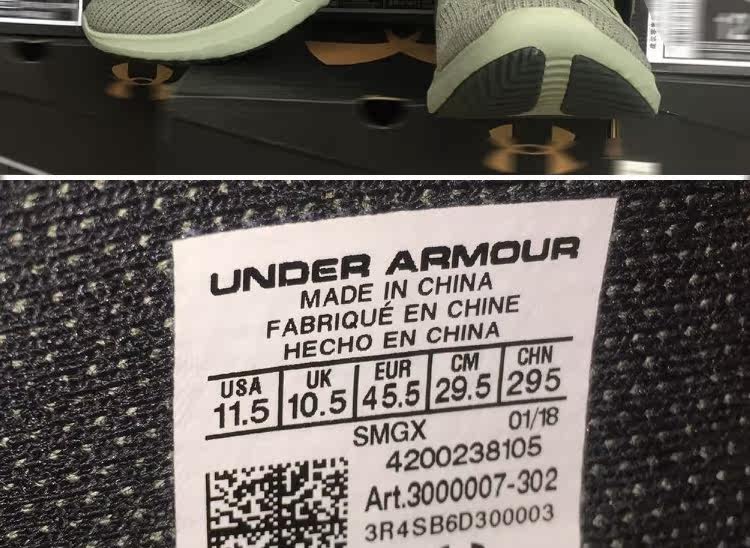 UNDER ARMOUR
MADE IN CHINA
FABRIQUÉ EN CHINE
HECHO EN CHINA
USA UK EUR CM CHN
11.5 10.5 45.5 29.5 295
SMGX 01/18
4200238105
Art.3000007-302
3R4SB6D300003